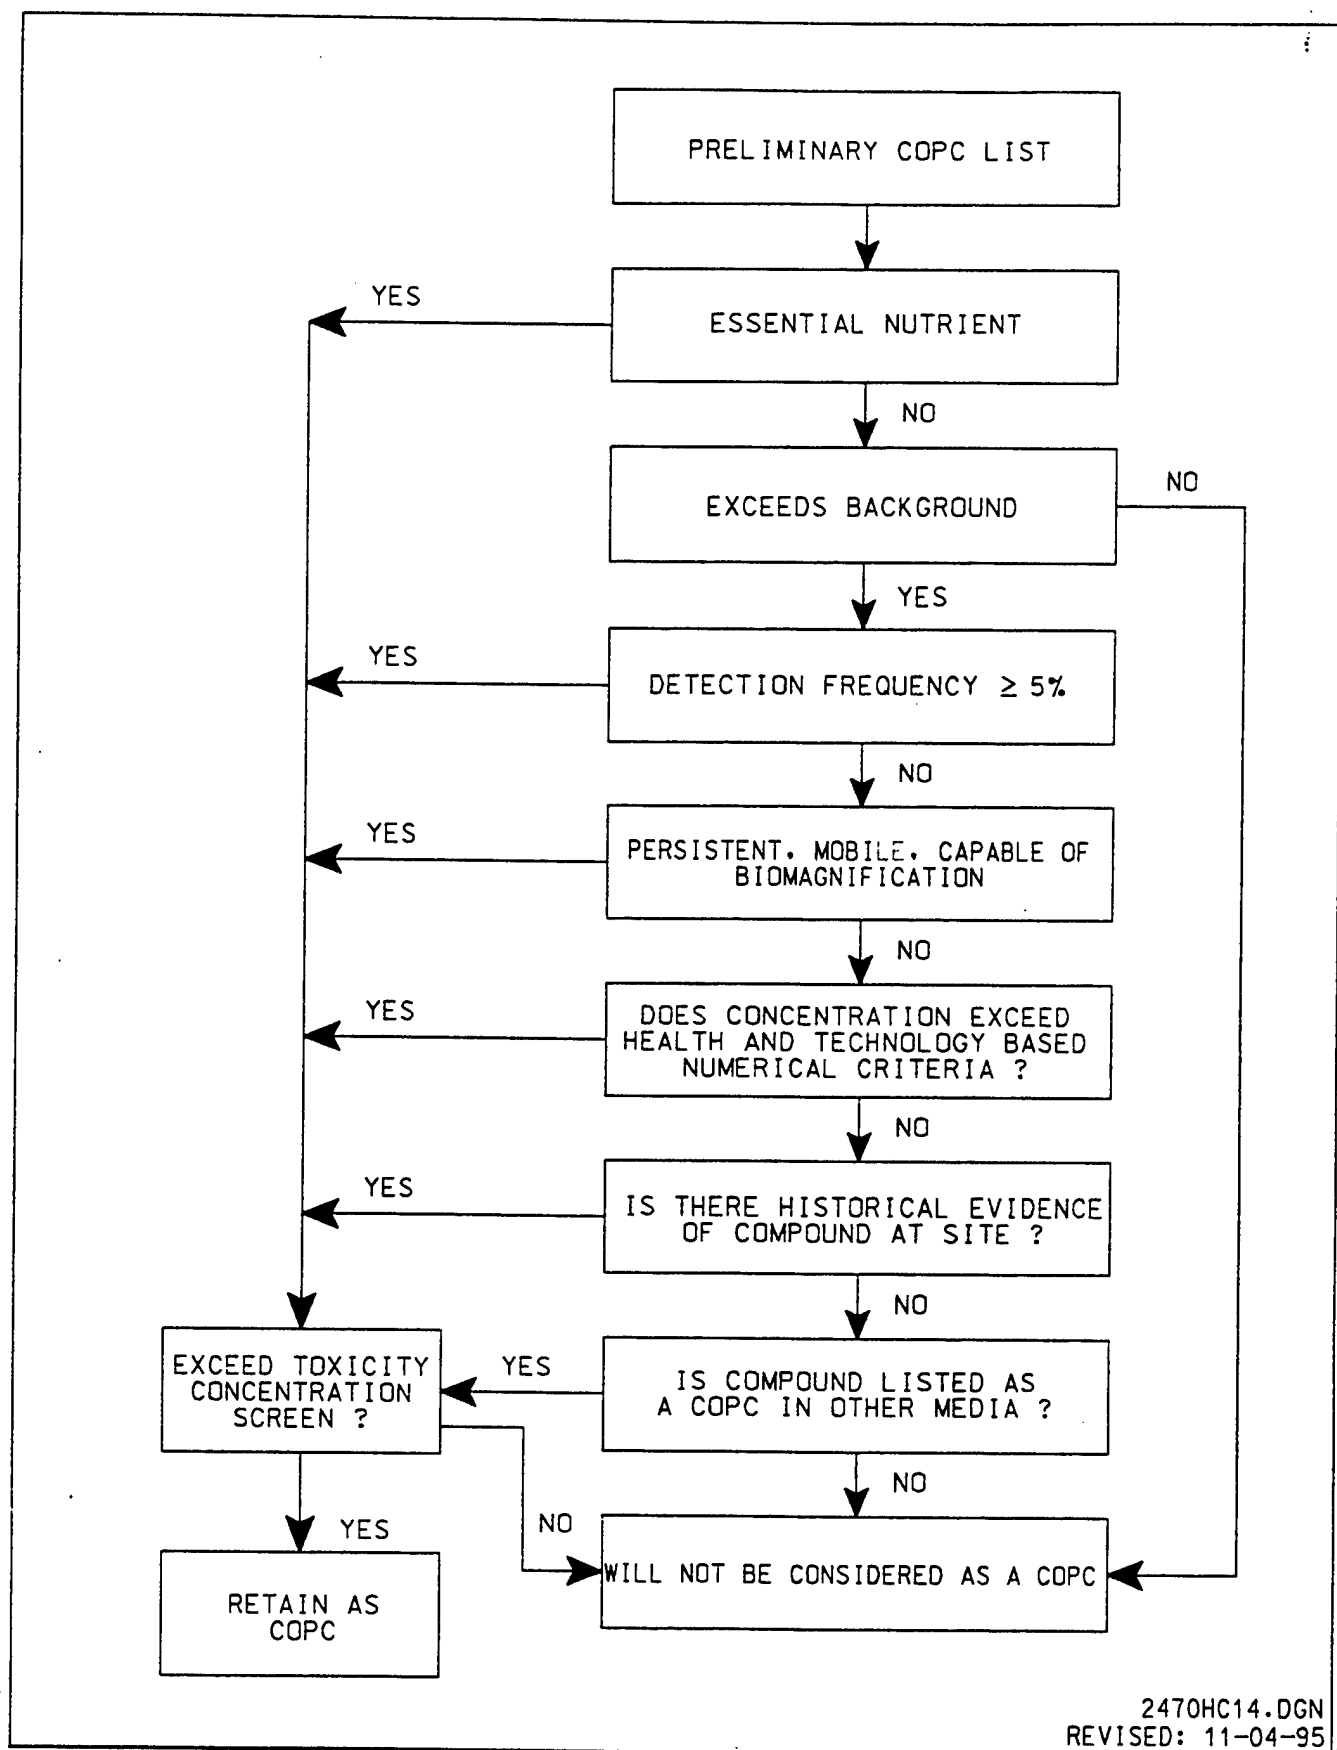 PRELIMINARY COPC LIST
YES
ESSENTIAL NUTRIENT
NO
EXCEEDS BACKGROUND
NO
YES
YES
DETECTION FREQUENCY ≥ 5%
NO
YES
PERSISTENT, MOBILE, CAPABLE OF
BIOMAGNIFICATION
NO
YES
DOES CONCENTRATION EXCEED
HEALTH AND TECHNOLOGY BASED
NUMERICAL CRITERIA ?
NO
YES
IS THERE HISTORICAL EVIDENCE
OF COMPOUND AT SITE ?
NO
EXCEED TOXICITY
CONCENTRATION
SCREEN ?
YES
IS COMPOUND LISTED AS
A COPC IN OTHER MEDIA ?
NO
YES
NO
WILL NOT BE CONSIDERED AS A COPC
RETAIN AS
COPC
2470HC14.DGN
REVISED: 11-04-95